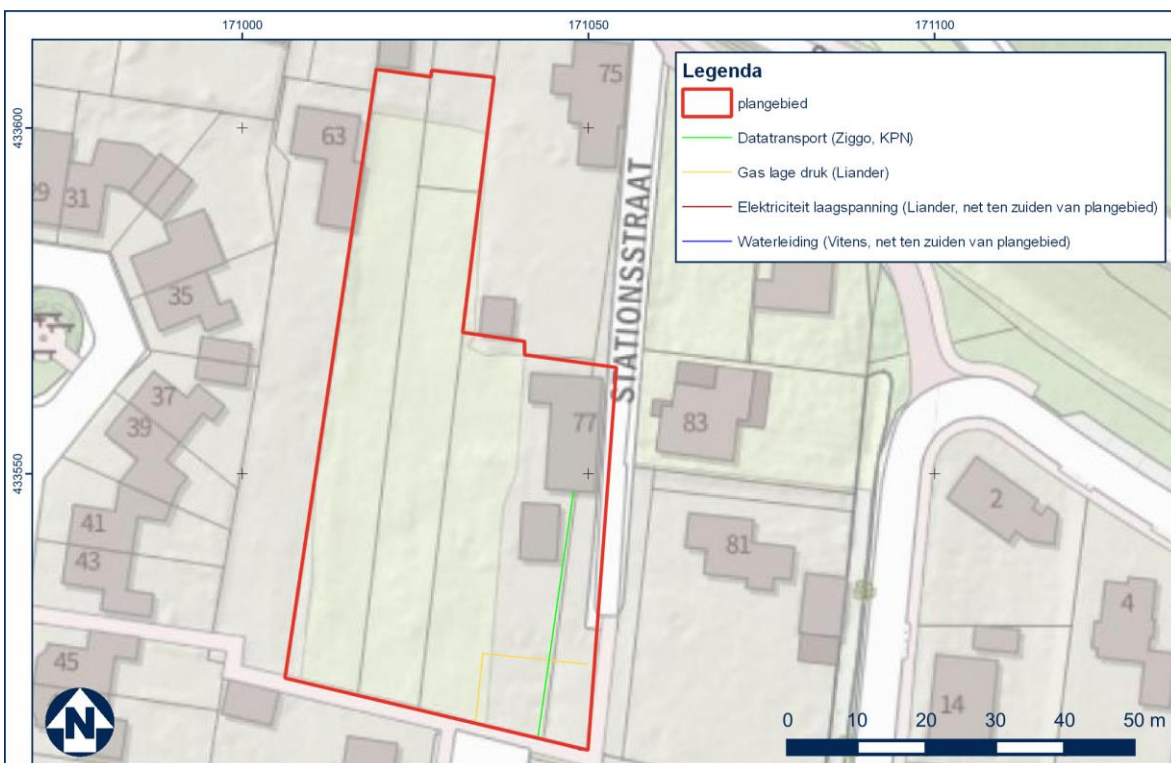 171000
171050
171100
Legenda
plangebied
Datatransport (Ziggo, KPN)
Gas lage druk (Liander)
Elektriciteit laagspanning (Liander, net ten zuiden van plangebied)
Waterleiding (Vitens, net ten zuiden van plangebied)
433600
433550
75
63
29
31
35
STATIONSSTRAAT
37
39
77
83
41
43
81
2
4
45
14
N
0 10 20 30 40 50 m